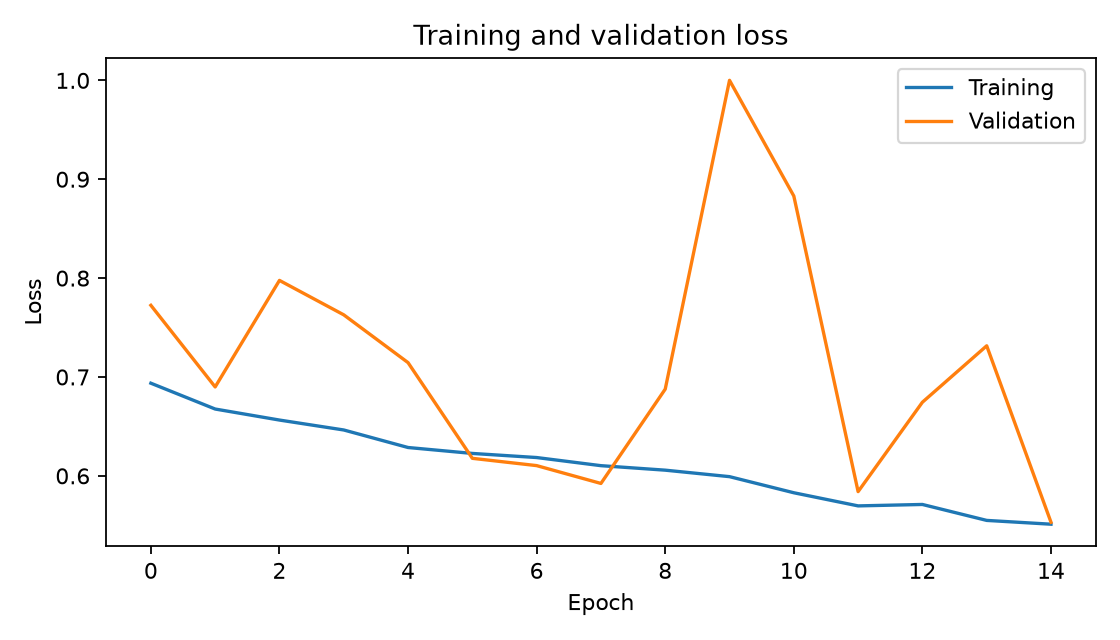 Training and validation loss
Training
Validation
Loss
1.0
0.9
0.8
0.7
0.6
0 2 4 6 8 10 12 14
Epoch